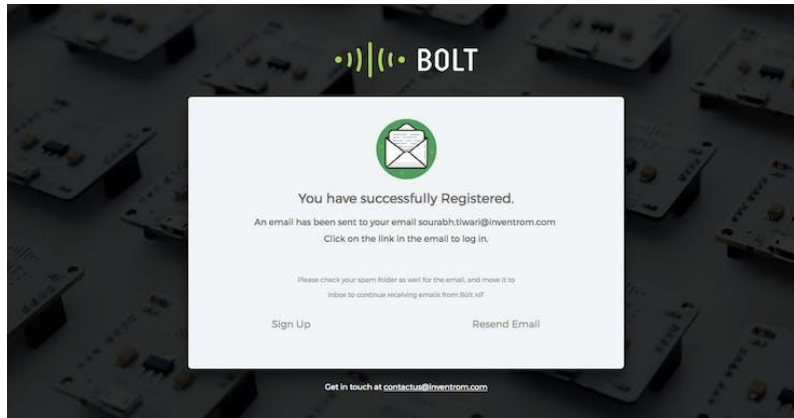 BOLT
You have successfully Registered.
An email has been sent to your email sourabh.tiwari@inventrom.com
Click on the link in the email to log in.
Please check your spam folder as well for the email, and move it to
Inbox to continue receiving emails from Bolt IoT
Sign Up Resend Email
Get in touch at contactus@inventrom.com